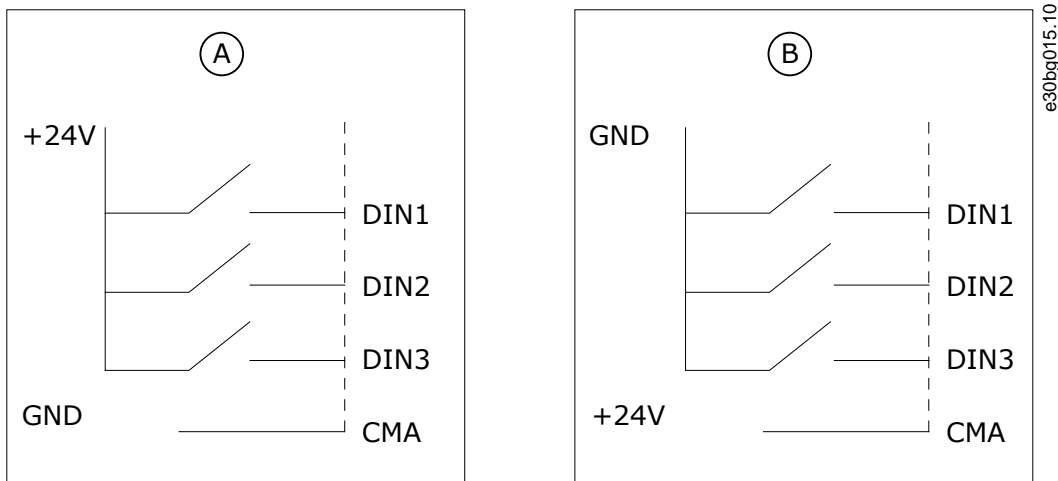 A
+24V
DIN1
DIN2
DIN3
GND
CMA
B
GND
DIN1
DIN2
DIN3
+24V
CMA
e30bg015.10